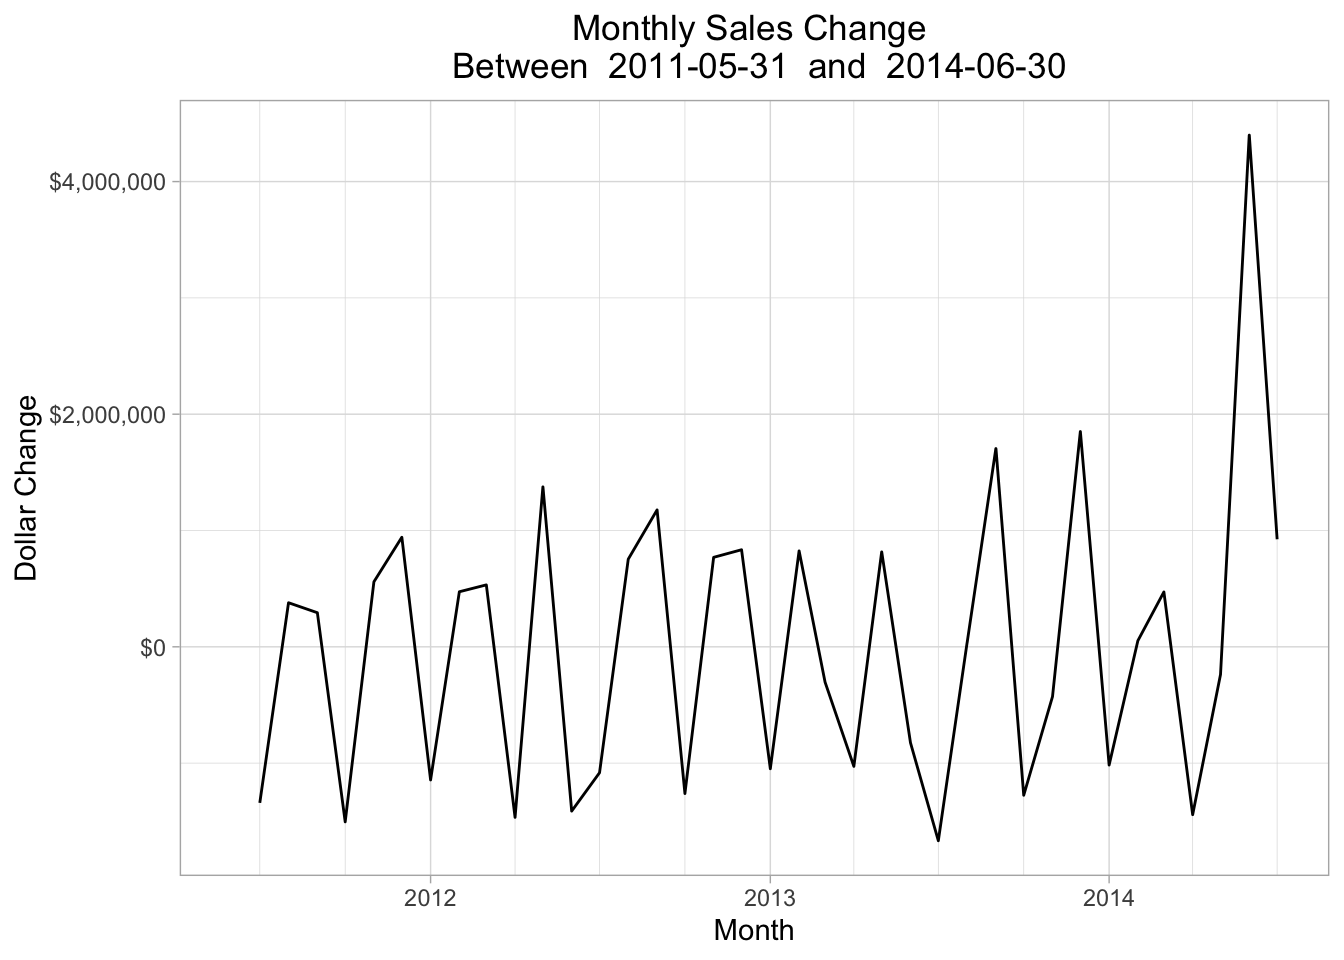 Monthly Sales Change
Between  2011-05-31  and  2014-06-30
Dollar Change
$4,000,000
$2,000,000
$0
2012
2013
2014
Month